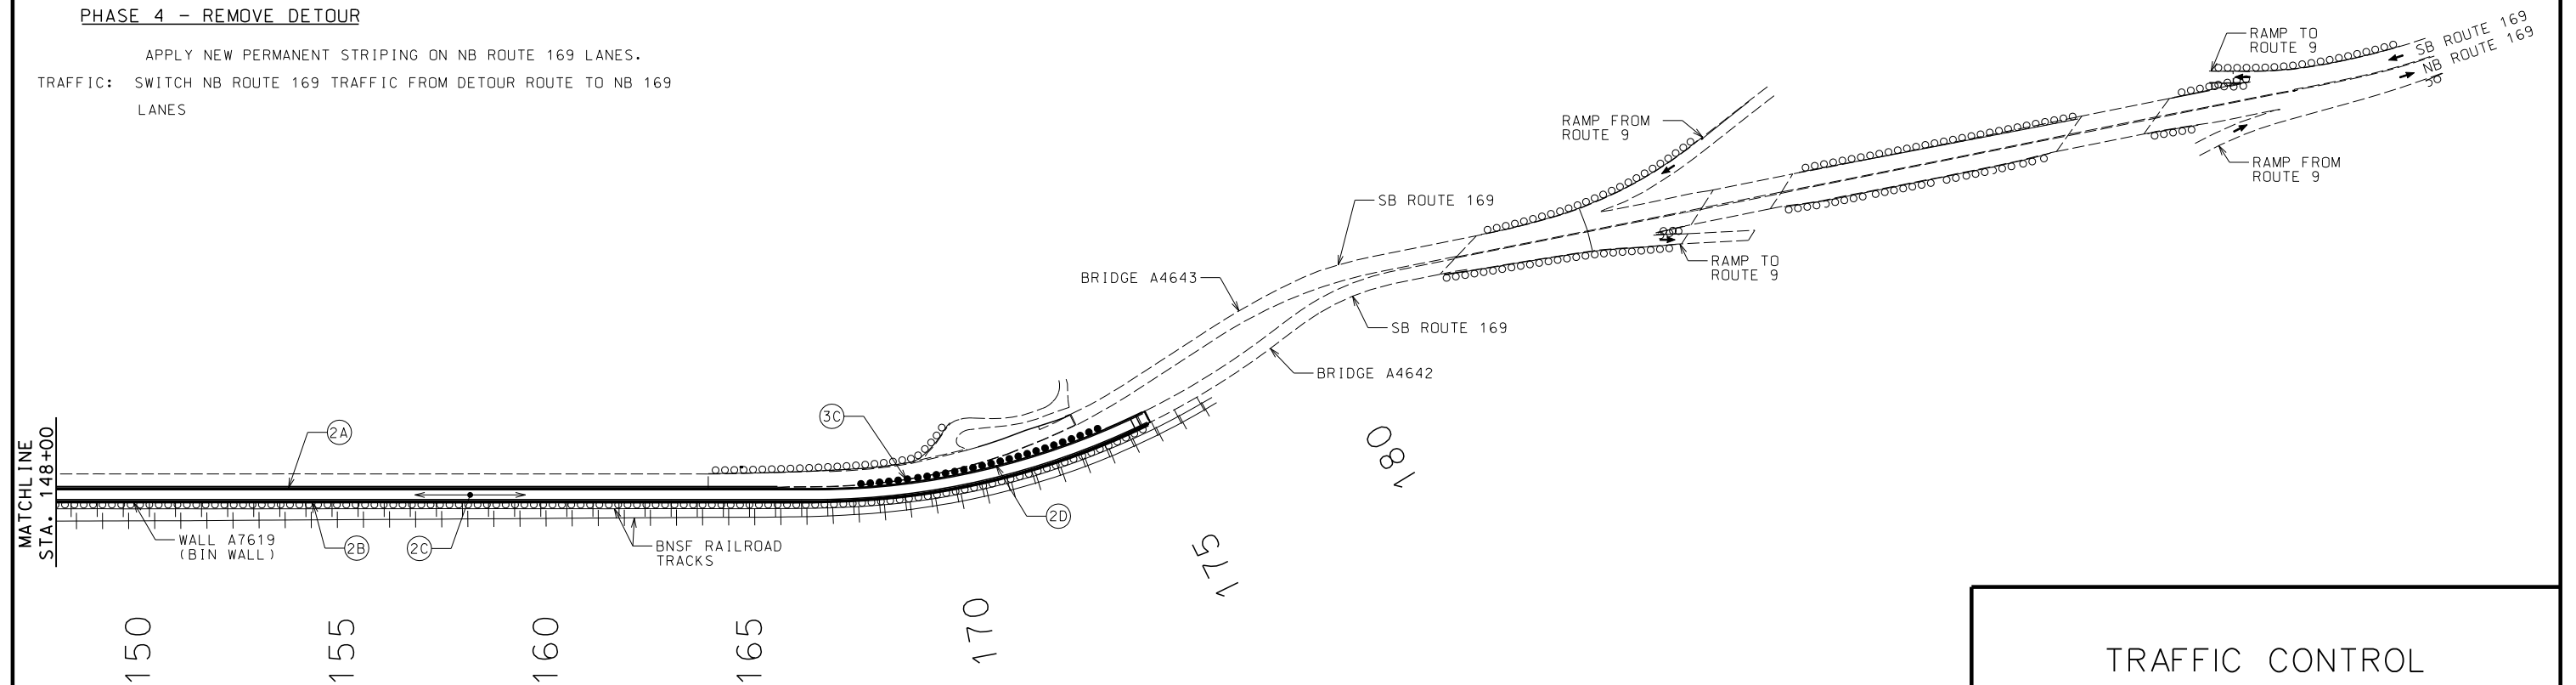 PHASE 4 - REMOVE DETOUR
APPLY NEW PERMANENT STRIPING ON NB ROUTE 169 LANES.
TRAFFIC: SWITCH NB ROUTE 169 TRAFFIC FROM DETOUR ROUTE TO NB 169
LANES
RAMP TO
ROUTE 9
SB ROUTE 169
NB ROUTE 169
RAMP FROM
ROUTE 9
RAMP FROM
ROUTE 9
SB ROUTE 169
RAMP TO
ROUTE 9
BRIDGE A4643
SB ROUTE 169
BRIDGE A4642
3C
2A
MATCHLINE
STA. 148+00
180
2D
WALL A7619
(BIN WALL)
2B
2C
BNSF RAILROAD
TRACKS
175
150
155
160
165
170
TRAFFIC CONTROL